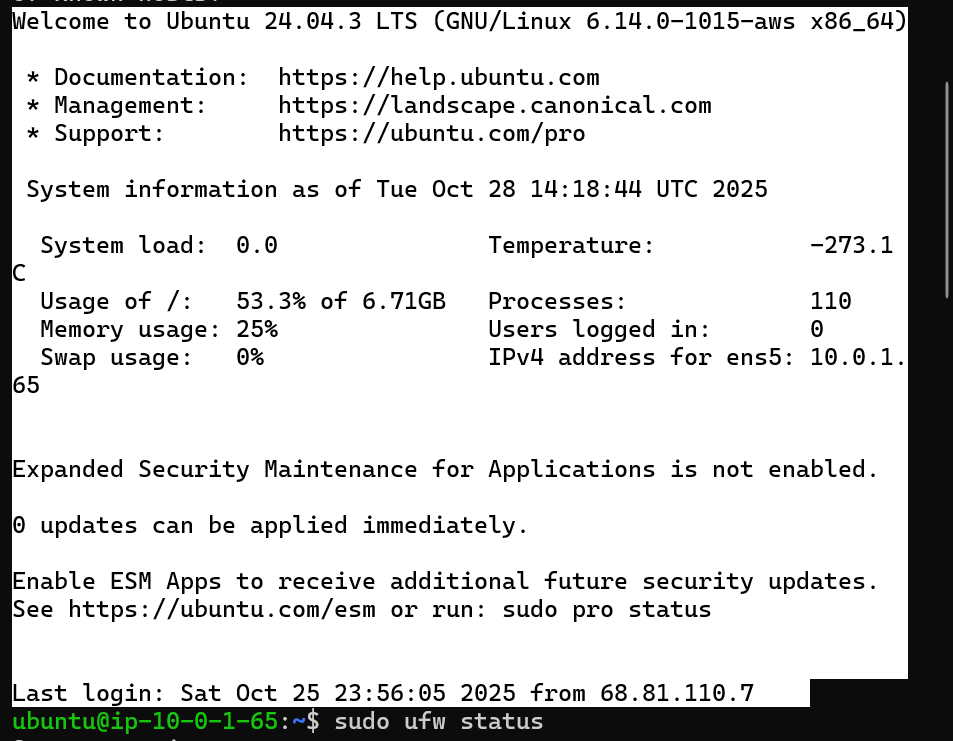 Welcome to Ubuntu 24.04.3 LTS (GNU/Linux 6.14.0-1015-aws x86_64)
* Documentation:  https://help.ubuntu.com
* Management:     https://landscape.canonical.com
* Support:        https://ubuntu.com/pro
System information as of Tue Oct 28 14:18:44 UTC 2025
System load:  0.0               Temperature:           -273.1
C
Usage of /:   53.3% of 6.71GB   Processes:             110
Memory usage: 25%               Users logged in:       0
Swap usage:   0%                IPv4 address for ens5: 10.0.1.
65
Expanded Security Maintenance for Applications is not enabled.
0 updates can be applied immediately.
Enable ESM Apps to receive additional future security updates.
See https://ubuntu.com/esm or run: sudo pro status
Last login: Sat Oct 25 23:56:05 2025 from 68.81.110.7
ubuntu@ip-10-0-1-65:~$ sudo ufw status